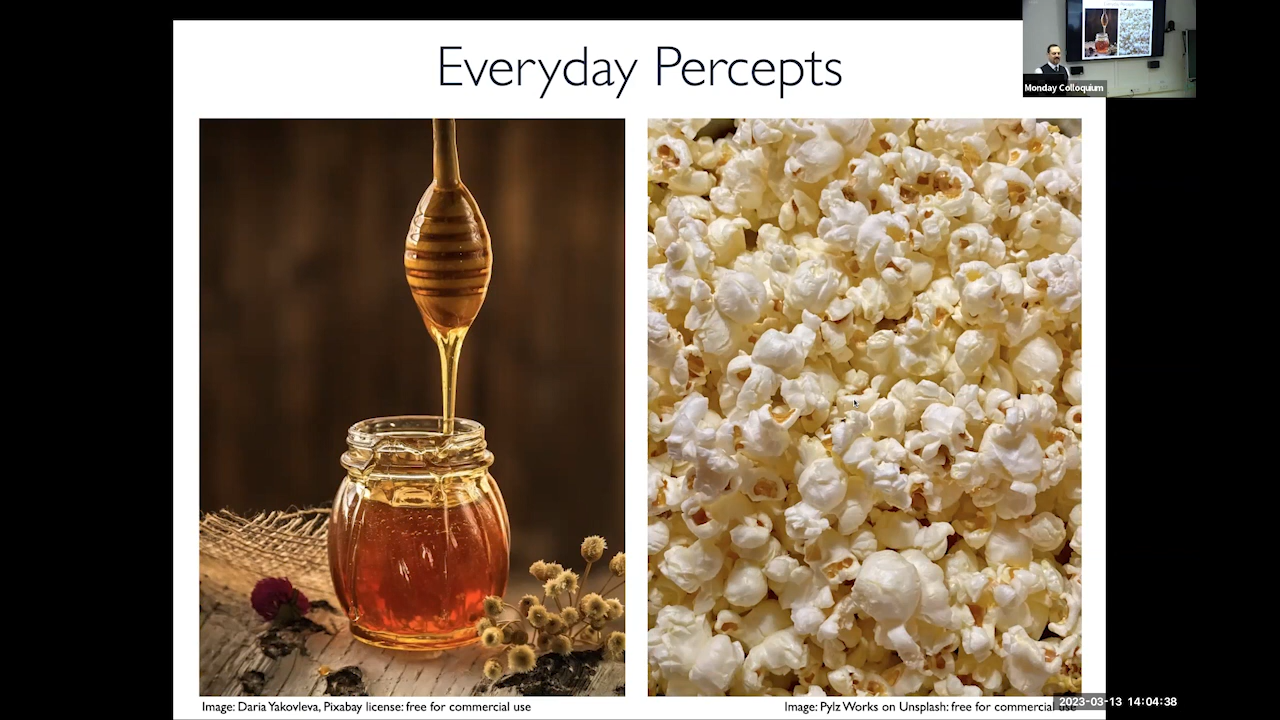 Everyday Percepts
Monday Colloquium
Image: Daria Yakovleva, Pixabay license: free for commercial use
Image: Pylz Works on Unsplash: free for commercial use
2023-03-13 14:04:38